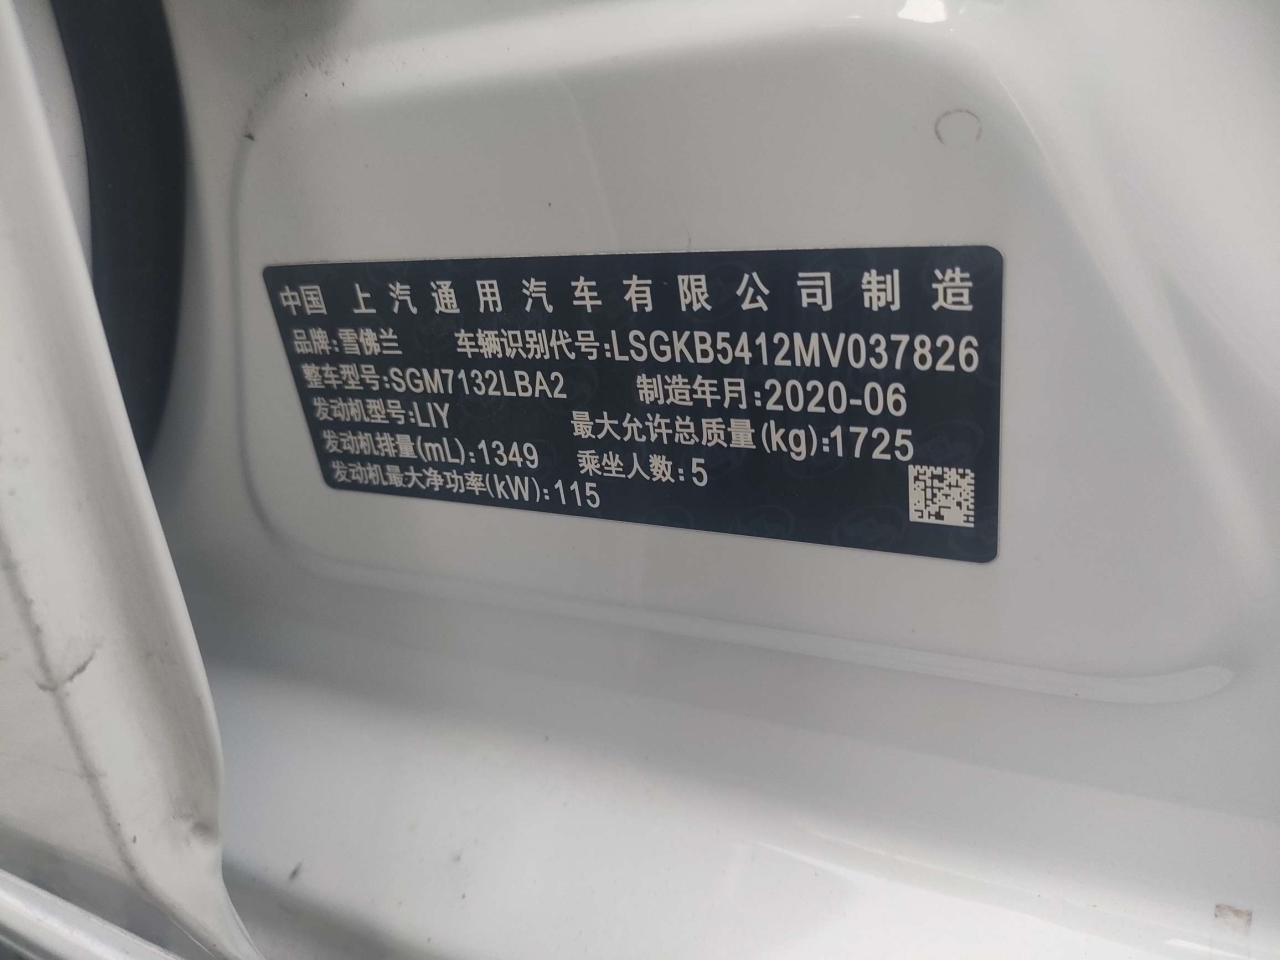 中国 上汽通用汽车有限公司制造
品牌:雪佛兰 车辆识别代号:LSGKB5412MV037826
整车型号:SGM7132LBA2 制造年月:2020-06
发动机型号:LIY 最大允许总质量(kg):1725
发动机排量(mL):1349 乘坐人数:5
发动机最大净功率(kW):115